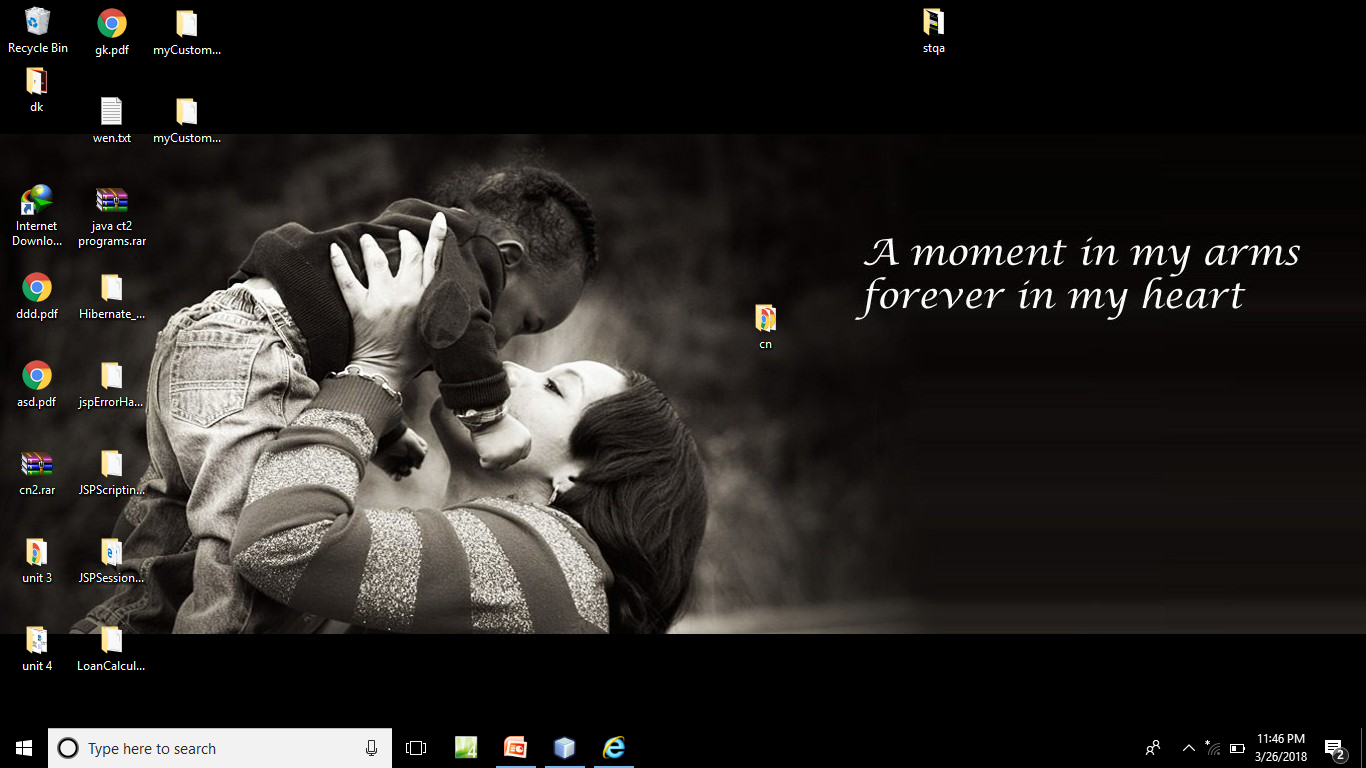 Recycle Bin
gk.pdf
myCustom...
stqa
dk
wen.txt
myCustom...
Internet
Downlo...
java ct2
programs.rar
ddd.pdf
Hibernate_...
A moment in my arms
forever in my heart
cn
asd.pdf
jspErrorHa...
cn2.rar
JSPScriptin...
unit 3
JSPSession...
unit 4
LoanCalcul...
Type here to search
4
11:46 PM
3/26/2018
2